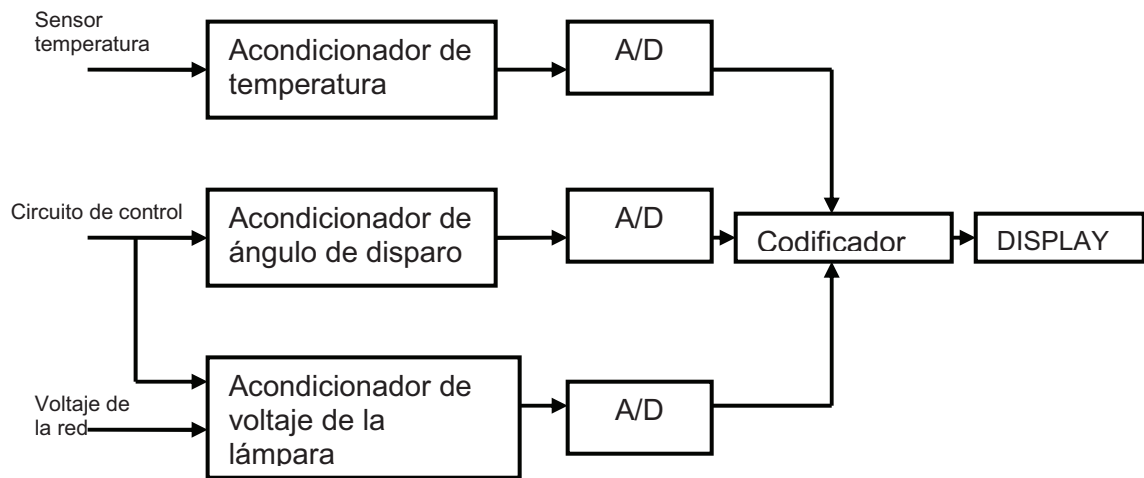 Sensor
temperatura
Acondicionador de
temperatura
A/D
Circuito de control
Acondicionador de
ángulo de disparo
A/D
Codificador
DISPLAY
Voltaje de
la red
Acondicionador de
voltaje de la
lámpara
A/D